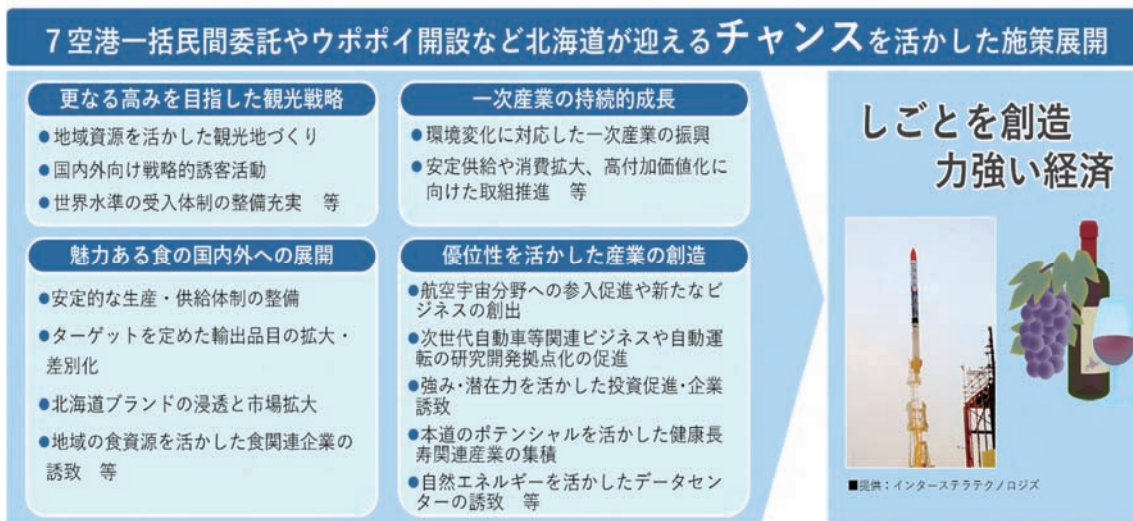 7空港一括民間委託やウポポイ開設など北海道が迎えるチャンスを活かした施策展開
更なる高みを目指した観光戦略
●地域資源を活かした観光地づくり
●国内外向け戦略的誘客活動
●世界水準の受入体制の整備充実　等
一次産業の持続的成長
●環境変化に対応した一次産業の振興
●安定供給や消費拡大、高付加価値化に
向けた取組推進　等
魅力ある食の国内外への展開
●安定的な生産・供給体制の整備
●ターゲットを定めた輸出品目の拡大・
差別化
●北海道ブランドの浸透と市場拡大
●地域の食資源を活かした食関連企業の
誘致　等
優位性を活かした産業の創造
●航空宇宙分野への参入促進や新たなビ
ジネスの創出
●次世代自動車等関連ビジネスや自動運
転の研究開発拠点化の促進
●強み・潜在力を活かした投資促進・企業
誘致
●本道のポテンシャルを活かした健康長
寿関連産業の集積
●自然エネルギーを活かしたデータセン
ターの誘致　等
しごとを創造
力強い経済
■提供：インターステラテクノロジズ